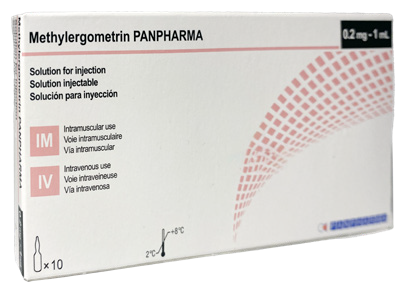 Methylergometrin PANPHARMA
0.2 mg - 1 mL
Solution for injection
Solution injectable
Solución para inyección
IM
Intramuscular use
Voie intramusculaire
Vía intramuscular
IV
Intravenous use
Voie intraveineuse
Vía intravenosa
×10
2°C
+8°C
PANPHARMA